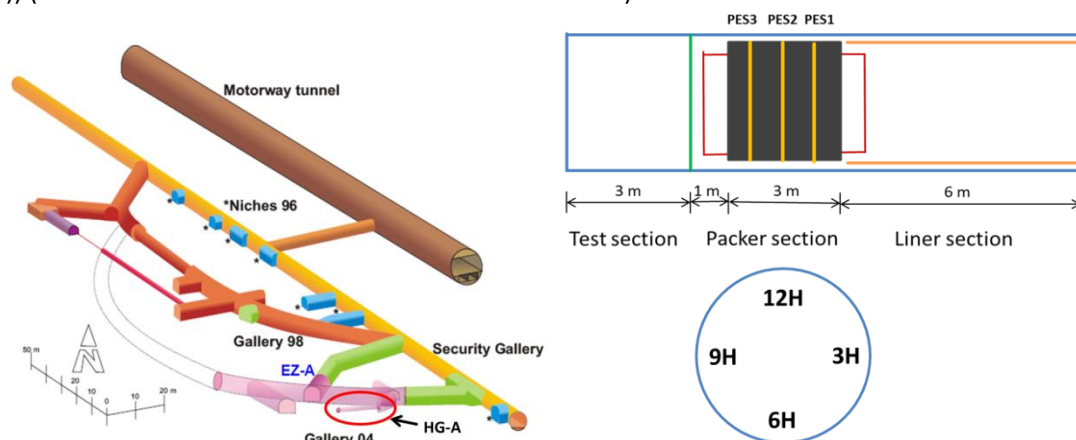 Motorway tunnel
*Niches 96
*
*
*
*
*
*
*
Gallery 98
Security Gallery
EZ-A
HG-A
Gallery 04
50 m
20
10
0
10
20 m
N
PES3 PES2 PES1
3 m
1 m
3 m
6 m
Test section
Packer section
Liner section
12H
9H
3H
6H